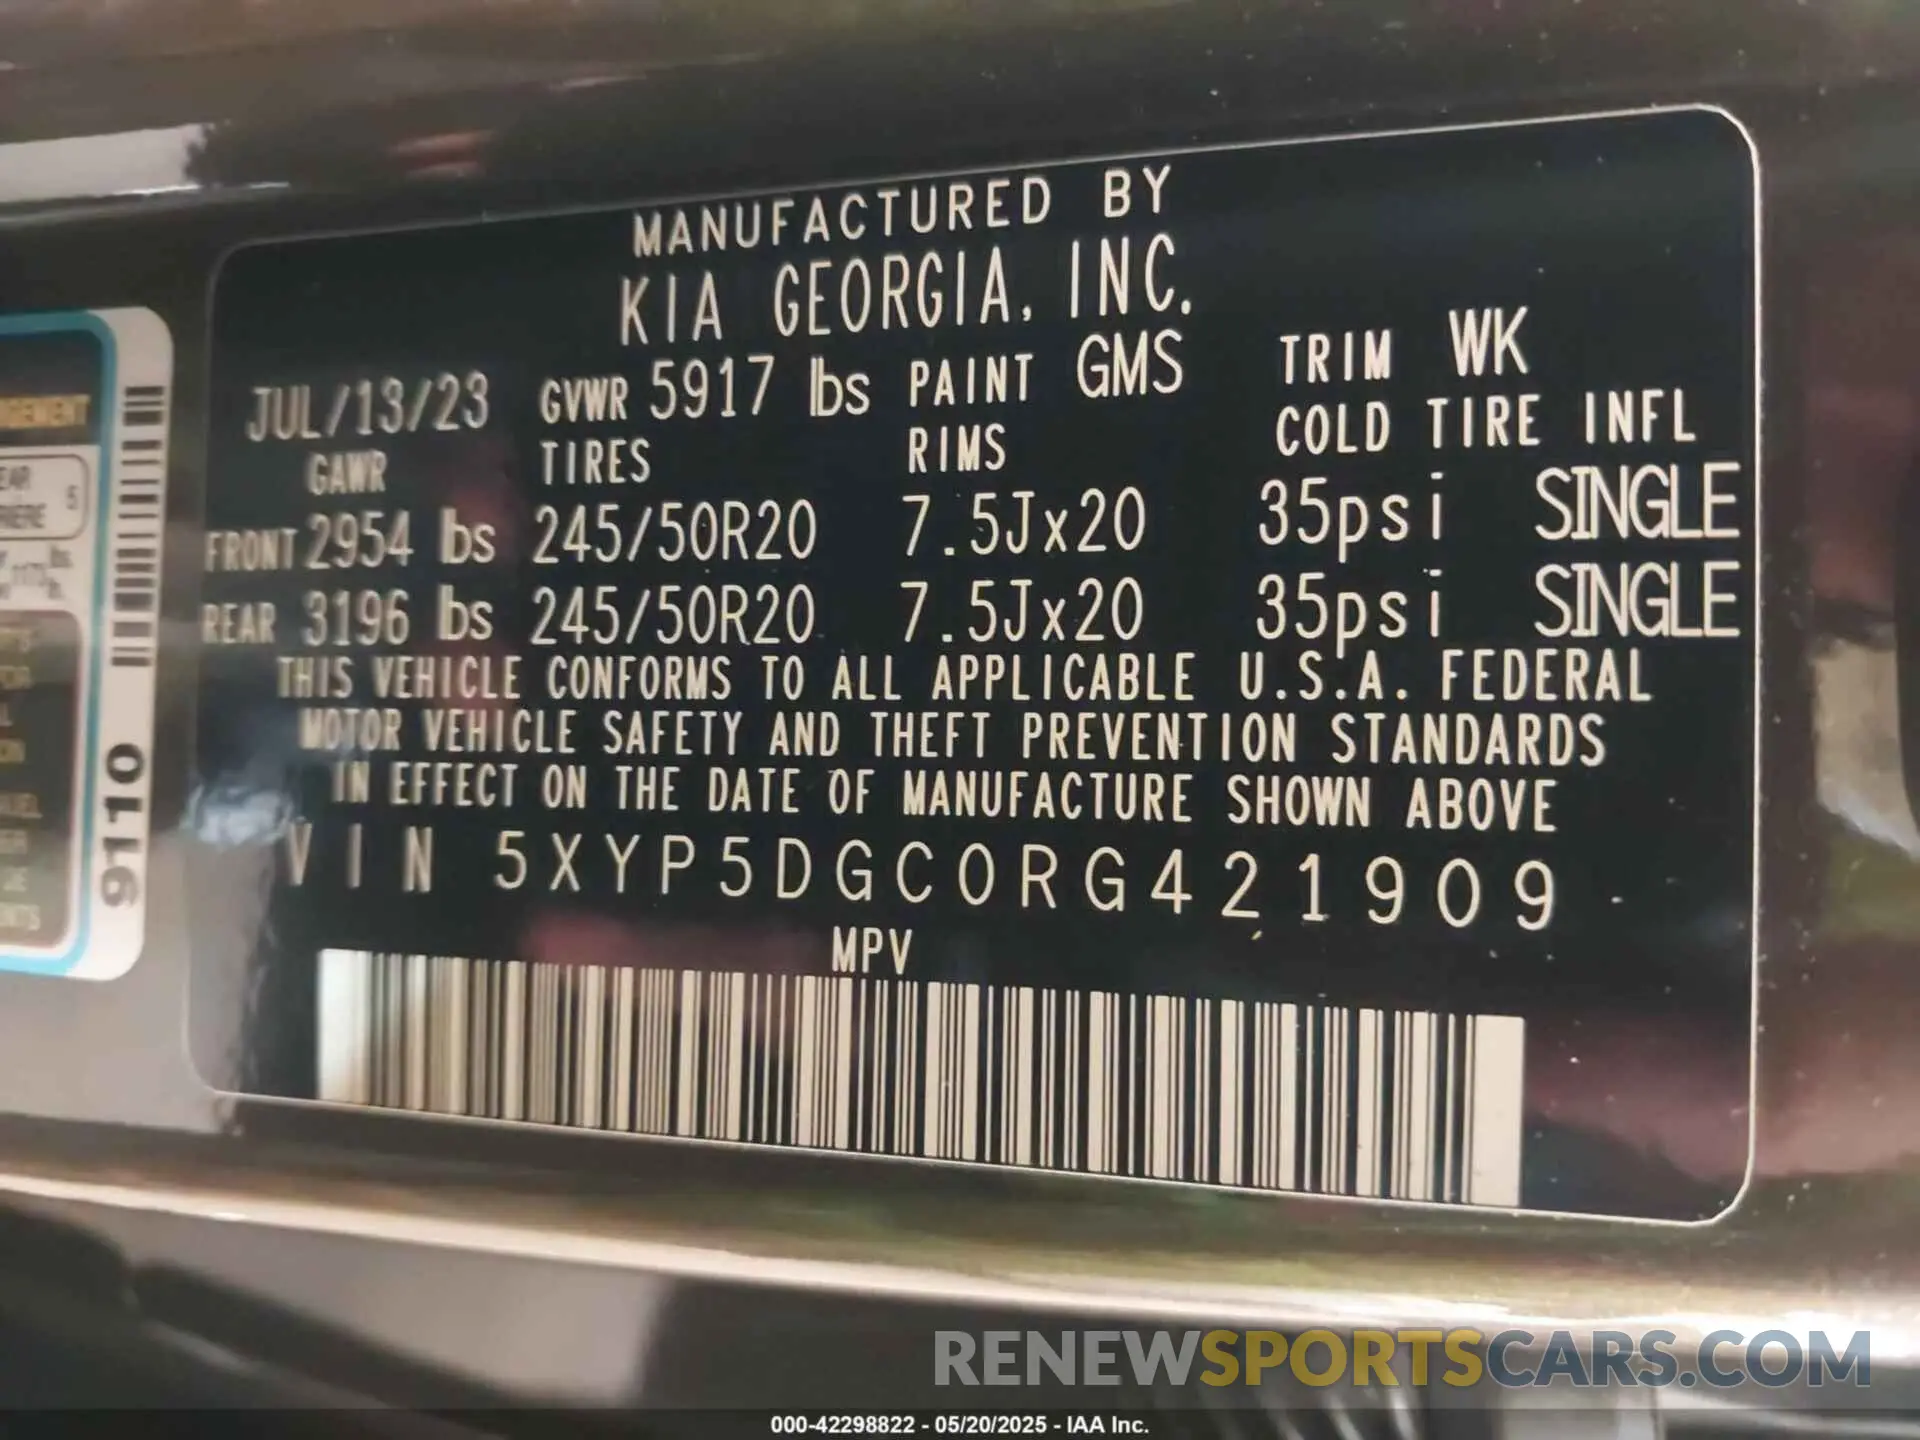 MANUFACTURED BY
KIA GEORGIA, INC.
JUL/13/23 GVWR 5917 lbs PAINT GMS TRIM WK
GAWR TIRES RIMS COLD TIRE INFL
FRONT 2954 lbs 245/50R20 7.5Jx20 35psi SINGLE
REAR 3196 lbs 245/50R20 7.5Jx20 35psi SINGLE
THIS VEHICLE CONFORMS TO ALL APPLICABLE U.S.A. FEDERAL
MOTOR VEHICLE SAFETY AND THEFT PREVENTION STANDARDS
IN EFFECT ON THE DATE OF MANUFACTURE SHOWN ABOVE
VIN 5XYP5DGC0RG421909
MPV
9110
5
RENEWSPORTSCARS.COM
000-42298822 - 05/20/2025 - IAA Inc.